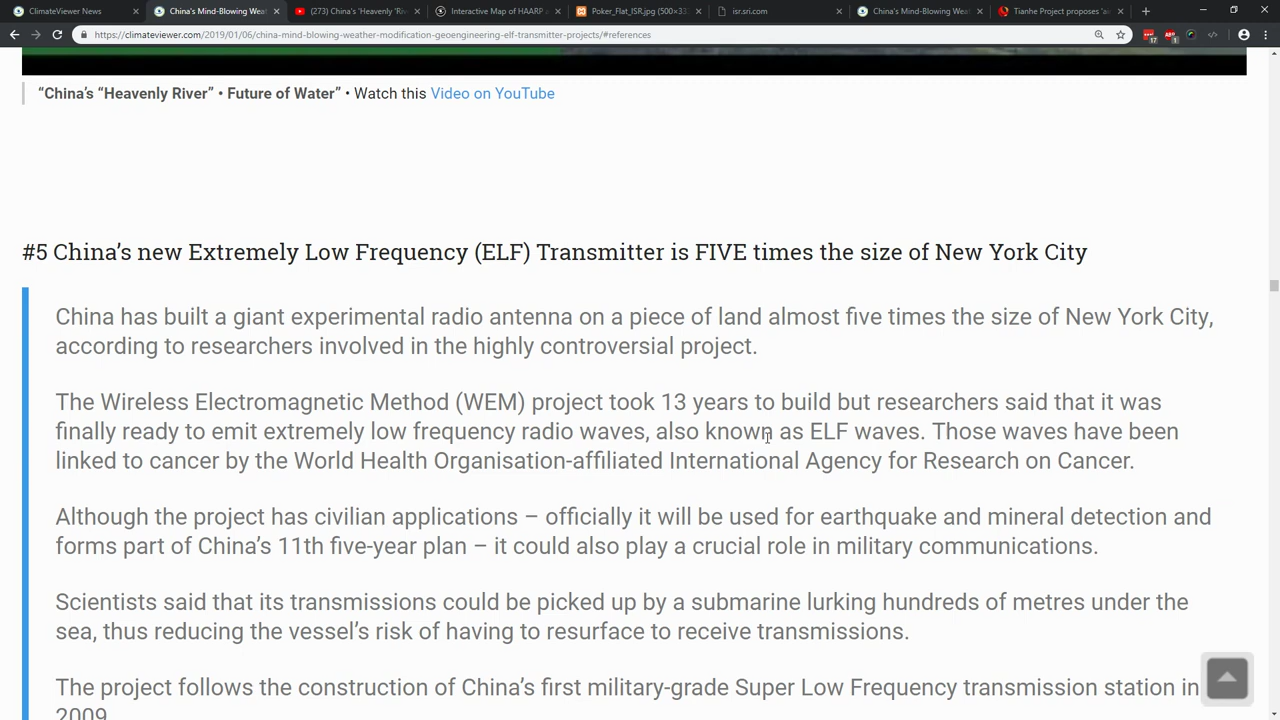 ClimateViewer News
China's Mind-Blowing Weat
(273) China's 'Heavenly 'Riv
Interactive Map of HAARP a
Poker_Flat_ISR.jpg (500×33
isr.sri.com
China's Mind-Blowing Weat
Tianhe Project proposes 'ai
https://climateviewer.com/2019/01/06/china-mind-blowing-weather-modification-geoengineering-elf-transmitter-projects/#references
“China’s “Heavenly River” • Future of Water” • Watch this Video on YouTube
#5 China’s new Extremely Low Frequency (ELF) Transmitter is FIVE times the size of New York City
China has built a giant experimental radio antenna on a piece of land almost five times the size of New York City,
according to researchers involved in the highly controversial project.
The Wireless Electromagnetic Method (WEM) project took 13 years to build but researchers said that it was
finally ready to emit extremely low frequency radio waves, also known as ELF waves. Those waves have been
linked to cancer by the World Health Organisation-affiliated International Agency for Research on Cancer.
Although the project has civilian applications – officially it will be used for earthquake and mineral detection and
forms part of China’s 11th five-year plan – it could also play a crucial role in military communications.
Scientists said that its transmissions could be picked up by a submarine lurking hundreds of metres under the
sea, thus reducing the vessel’s risk of having to resurface to receive transmissions.
The project follows the construction of China’s first military-grade Super Low Frequency transmission station in
2009.